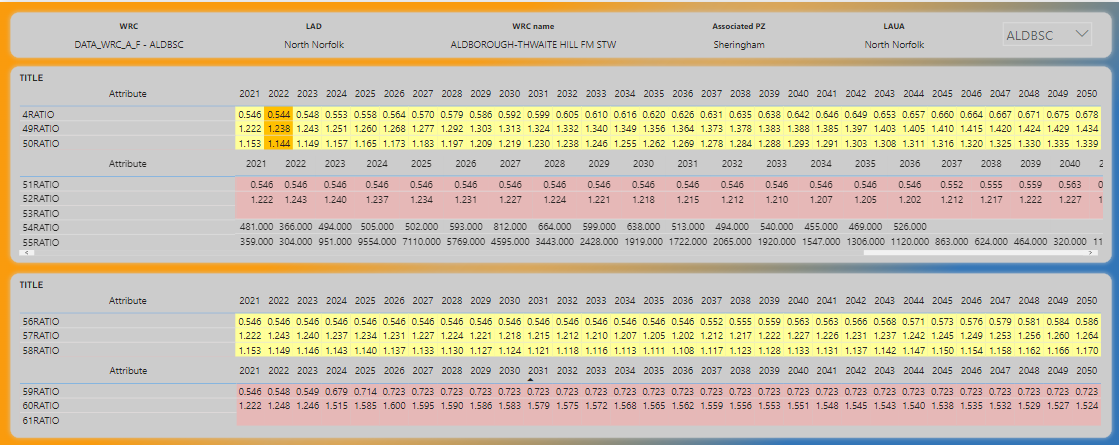 WRC LAD WRC name Associated PZ LAUA
DATA_WRC_A_F - ALDBSC North Norfolk ALDBOROUGH-THWAITE HILL FM STW Sheringham North Norfolk ALDBSC
TITLE
Attribute 2021 2022 2023 2024 2025 2026 2027 2028 2029 2030 2031 2032 2033 2034 2035 2036 2037 2038 2039 2040 2041 2042 2043 2044 2045 2046 2047 2048 2049 2050
4RATIO 0.546 0.544 0.548 0.553 0.558 0.564 0.570 0.579 0.586 0.592 0.599 0.605 0.610 0.616 0.620 0.626 0.631 0.635 0.638 0.642 0.646 0.649 0.653 0.657 0.660 0.664 0.667 0.671 0.675 0.678
49RATIO 1.222 1.238 1.243 1.251 1.260 1.268 1.277 1.292 1.303 1.313 1.324 1.332 1.340 1.349 1.356 1.364 1.373 1.378 1.383 1.388 1.385 1.397 1.403 1.405 1.410 1.415 1.420 1.424 1.429 1.434
50RATIO 1.153 1.144 1.149 1.157 1.165 1.173 1.183 1.197 1.209 1.219 1.230 1.238 1.246 1.255 1.262 1.269 1.278 1.284 1.288 1.293 1.291 1.303 1.308 1.311 1.316 1.320 1.325 1.330 1.335 1.339
Attribute 2021 2022 2023 2024 2025 2026 2027 2028 2029 2030 2031 2032 2033 2034 2035 2036 2037 2038 2039 2040 2
51RATIO 0.546 0.546 0.546 0.546 0.546 0.546 0.546 0.546 0.546 0.546 0.546 0.546 0.546 0.546 0.546 0.546 0.552 0.555 0.559 0.563 0
52RATIO 1.222 1.243 1.240 1.237 1.234 1.231 1.227 1.224 1.221 1.218 1.215 1.212 1.210 1.207 1.205 1.202 1.212 1.217 1.222 1.227 1
53RATIO
54RATIO 481.000 366.000 494.000 505.000 502.000 593.000 812.000 664.000 599.000 638.000 513.000 494.000 540.000 455.000 469.000 526.000
55RATIO 359.000 304.000 951.000 9554.000 7110.000 5769.000 4595.000 3443.000 2428.000 1919.000 1722.000 2065.000 1920.000 1547.000 1306.000 1120.000 863.000 624.000 464.000 320.000 11
TITLE
Attribute 2021 2022 2023 2024 2025 2026 2027 2028 2029 2030 2031 2032 2033 2034 2035 2036 2037 2038 2039 2040 2041 2042 2043 2044 2045 2046 2047 2048 2049 2050
56RATIO 0.546 0.546 0.546 0.546 0.546 0.546 0.546 0.546 0.546 0.546 0.546 0.546 0.546 0.546 0.546 0.546 0.552 0.555 0.559 0.563 0.563 0.566 0.568 0.571 0.573 0.576 0.579 0.581 0.584 0.586
57RATIO 1.222 1.243 1.240 1.237 1.234 1.231 1.227 1.224 1.221 1.218 1.215 1.212 1.210 1.207 1.205 1.202 1.212 1.217 1.222 1.227 1.226 1.231 1.237 1.242 1.245 1.249 1.253 1.256 1.260 1.264
58RATIO 1.153 1.149 1.146 1.143 1.140 1.137 1.133 1.130 1.127 1.124 1.121 1.118 1.116 1.113 1.111 1.108 1.117 1.123 1.128 1.133 1.131 1.137 1.142 1.147 1.150 1.154 1.158 1.162 1.166 1.170
Attribute 2021 2022 2023 2024 2025 2026 2027 2028 2029 2030 2031 2032 2033 2034 2035 2036 2037 2038 2039 2040 2041 2042 2043 2044 2045 2046 2047 2048 2049 2050
59RATIO 0.546 0.548 0.549 0.679 0.714 0.723 0.723 0.723 0.723 0.723 0.723 0.723 0.723 0.723 0.723 0.723 0.723 0.723 0.723 0.723 0.723 0.723 0.723 0.723 0.723 0.723 0.723 0.723 0.723 0.723
60RATIO 1.222 1.248 1.246 1.515 1.585 1.600 1.595 1.590 1.586 1.583 1.579 1.575 1.572 1.568 1.565 1.562 1.559 1.556 1.553 1.551 1.548 1.545 1.543 1.540 1.538 1.535 1.532 1.529 1.527 1.524
61RATIO